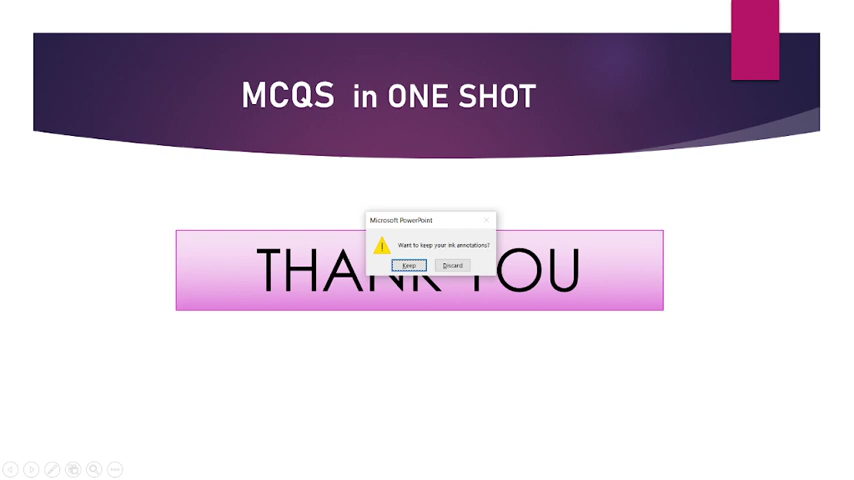 MCQS in ONE SHOT
Microsoft PowerPoint
Want to keep your ink annotations?
Keep
Discard
THANK YOU